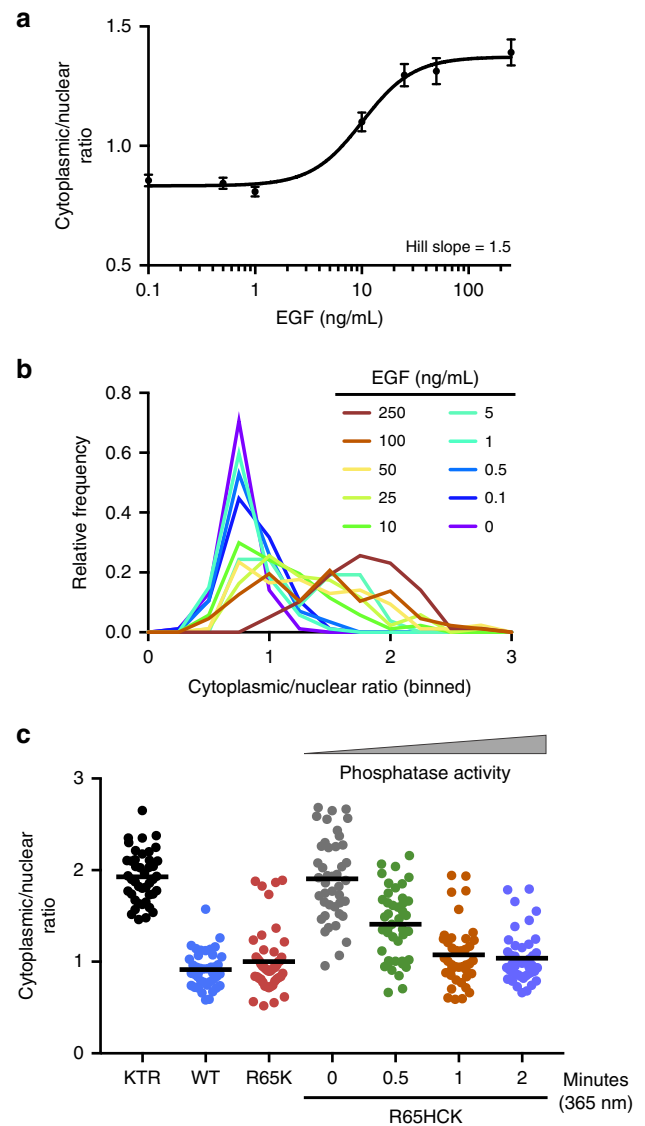 a
1.5
1.0
0.5
Cytoplasmic/nuclear
ratio
Hill slope = 1.5
0.1
1
10
100
EGF (ng/mL)
b
0.8
0.6
0.4
0.2
0.0
Relative frequency
EGF (ng/mL)
250
5
100
1
50
0.5
25
0.1
10
0
0
1
2
3
Cytoplasmic/nuclear ratio (binned)
c
Phosphatase activity
3
2
1
0
Cytoplasmic/nuclear
ratio
KTR
WT
R65K
0
0.5
1
2
Minutes
(365 nm)
R65HCK